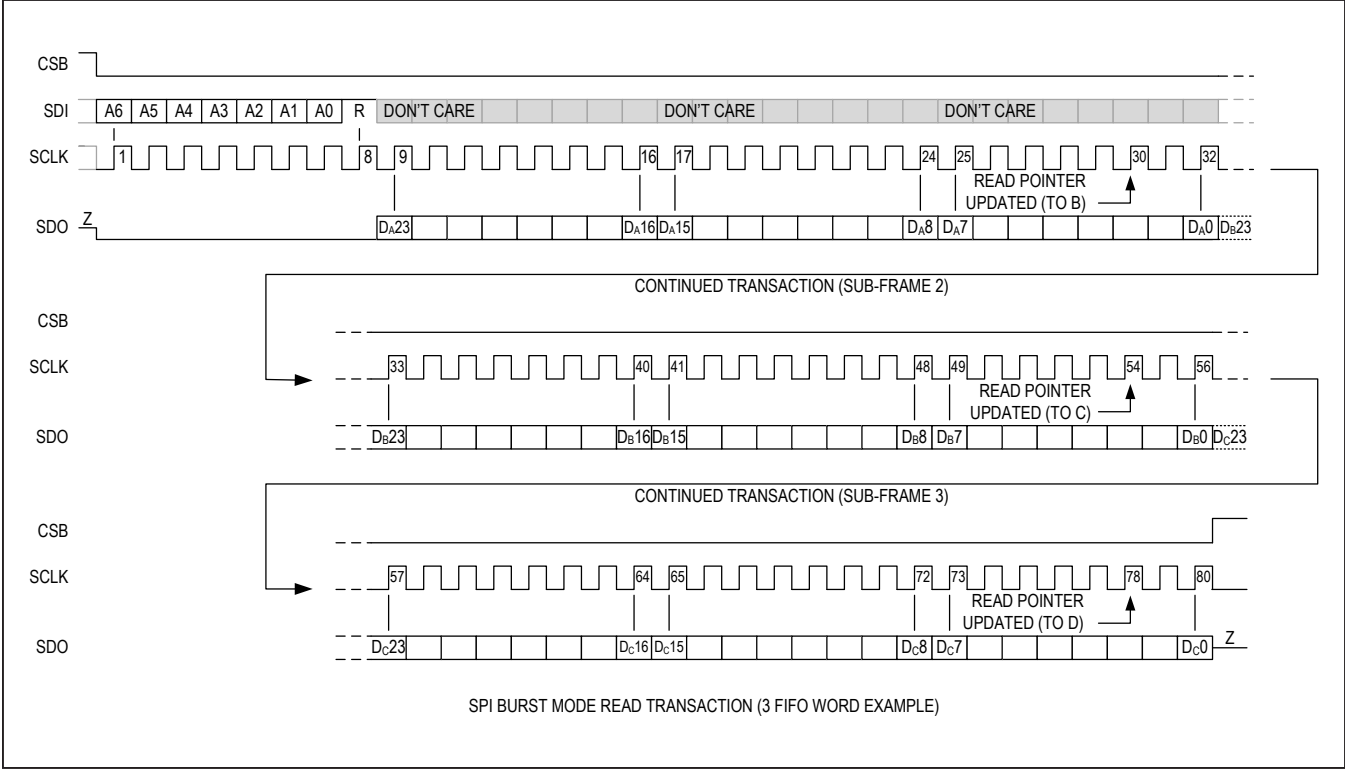 CSB
SDI A6 A5 A4 A3 A2 A1 A0 R DON'T CARE DON'T CARE DON'T CARE
SCLK 1 8 9 16 17 24 25 30 32
READ POINTER
UPDATED (TO B)
SDO Z DA23 DA16 DA15 DA8 DA7 DA0 DB23
CONTINUED TRANSACTION (SUB-FRAME 2)
CSB
SCLK 33 40 41 48 49 54 56
READ POINTER
UPDATED (TO C)
SDO DB23 DB16 DB15 DB8 DB7 DB0 DC23
CONTINUED TRANSACTION (SUB-FRAME 3)
CSB
SCLK 57 64 65 72 73 78 80
READ POINTER
UPDATED (TO D)
SDO DC23 DC16 DC15 DC8 DC7 DC0 Z
SPI BURST MODE READ TRANSACTION (3 FIFO WORD EXAMPLE)